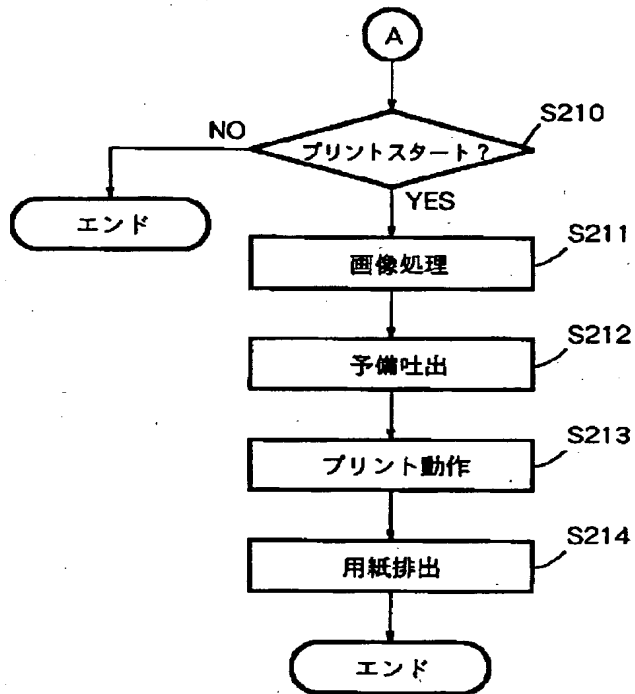 A
S210
NO
プリントスタート?
YES
エンド
S211
画像処理
S212
予備吐出
S213
プリント動作
S214
用紙排出
エンド